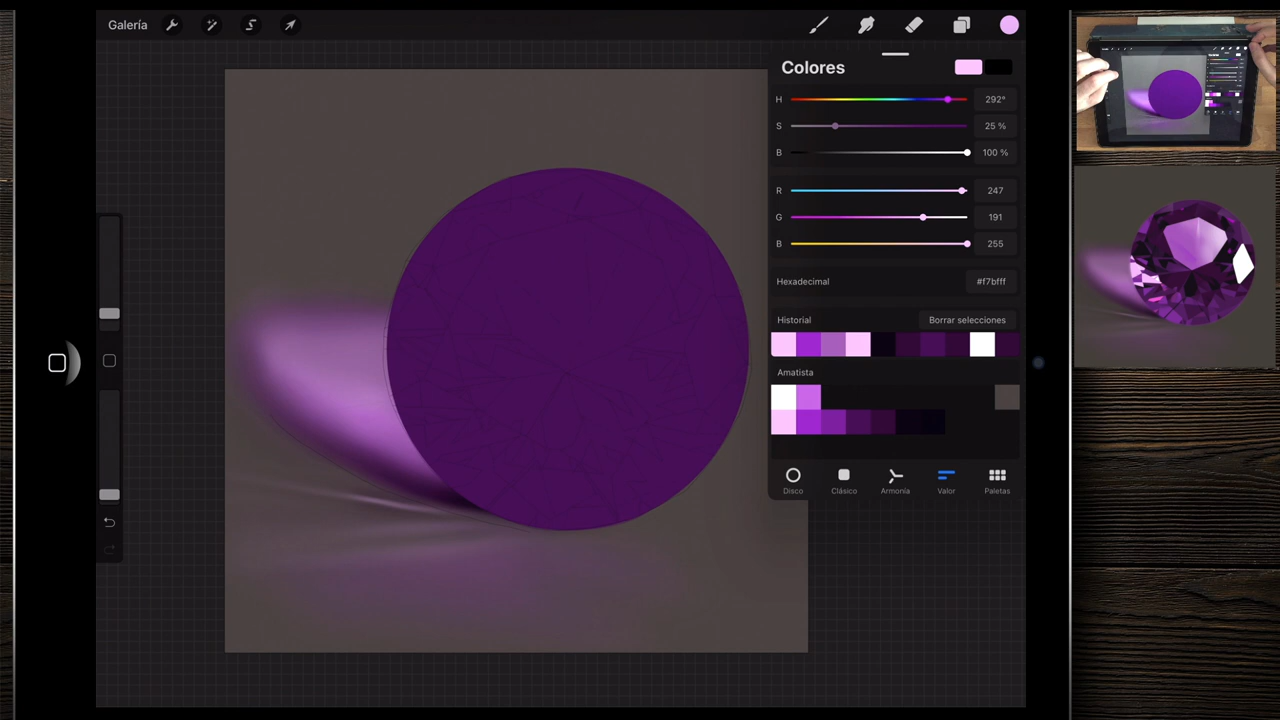 Galería
Colores
H 292°
S 25 %
B 100 %
R 247
G 191
B 255
Hexadecimal #f7bfff
Historial Borrar selecciones
Amatista
Disco Clásico Armonía Valor Paletas